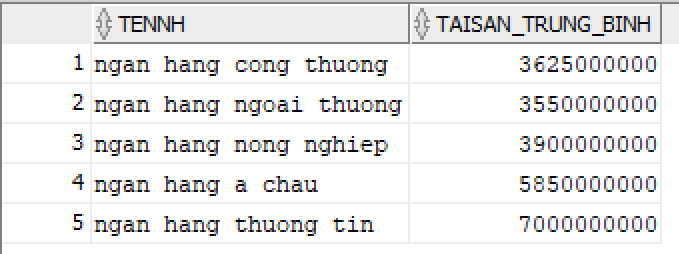 TENNH TAISAN_TRUNG_BINH
1 ngan hang cong thuong 3625000000
2 ngan hang ngoai thuong 3550000000
3 ngan hang nong nghiep 3900000000
4 ngan hang a chau 5850000000
5 ngan hang thuong tin 7000000000